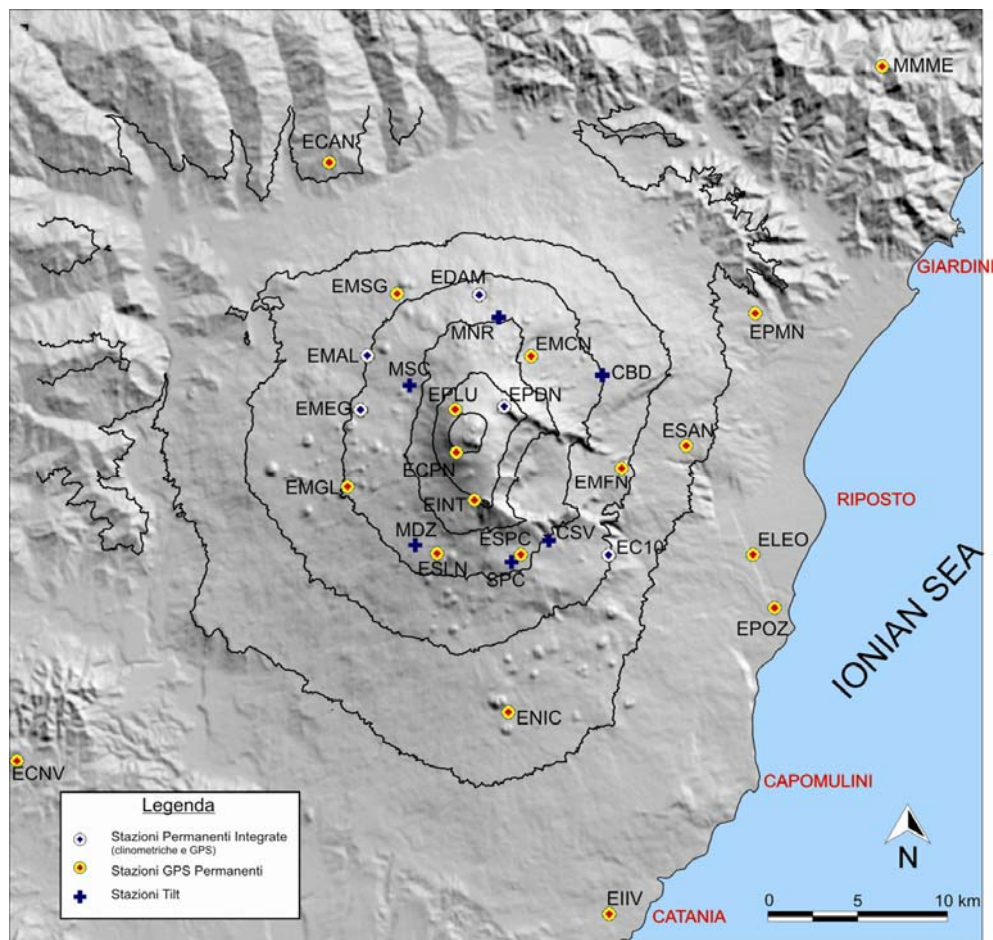 MMME
ECAN
GIARDINI
EDAM
EMSG
EPMN
MNR
EMCN
EMAL
MSC
CBD
EPLU
EPDN
EMEG
ESAN
ECPN
EMFN
EMGL
EINT
RIPOSTO
MDZ
ESPC
CSV
EC10
ELEO
ESLN
SPC
EPOZ
IONIAN SEA
ENIC
ECNV
CAPOMULINI
Legenda
Stazioni Permanenti Integrate
(clinometriche e GPS)
Stazioni GPS Permanenti
Stazioni Tilt
N
EIIV
CATANIA
0 5 10 km